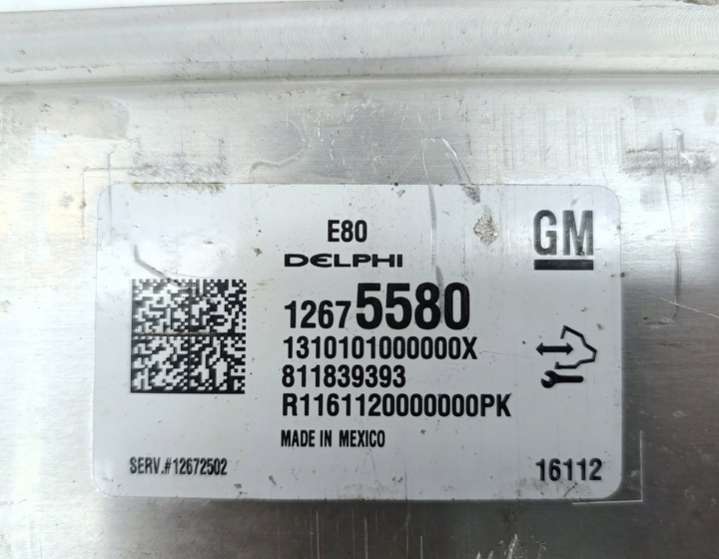 E80
GM
DELPHI
12675580
1310101000000X
811839393
R1161120000000PK
MADE IN MEXICO
SERV.#12672502
16112